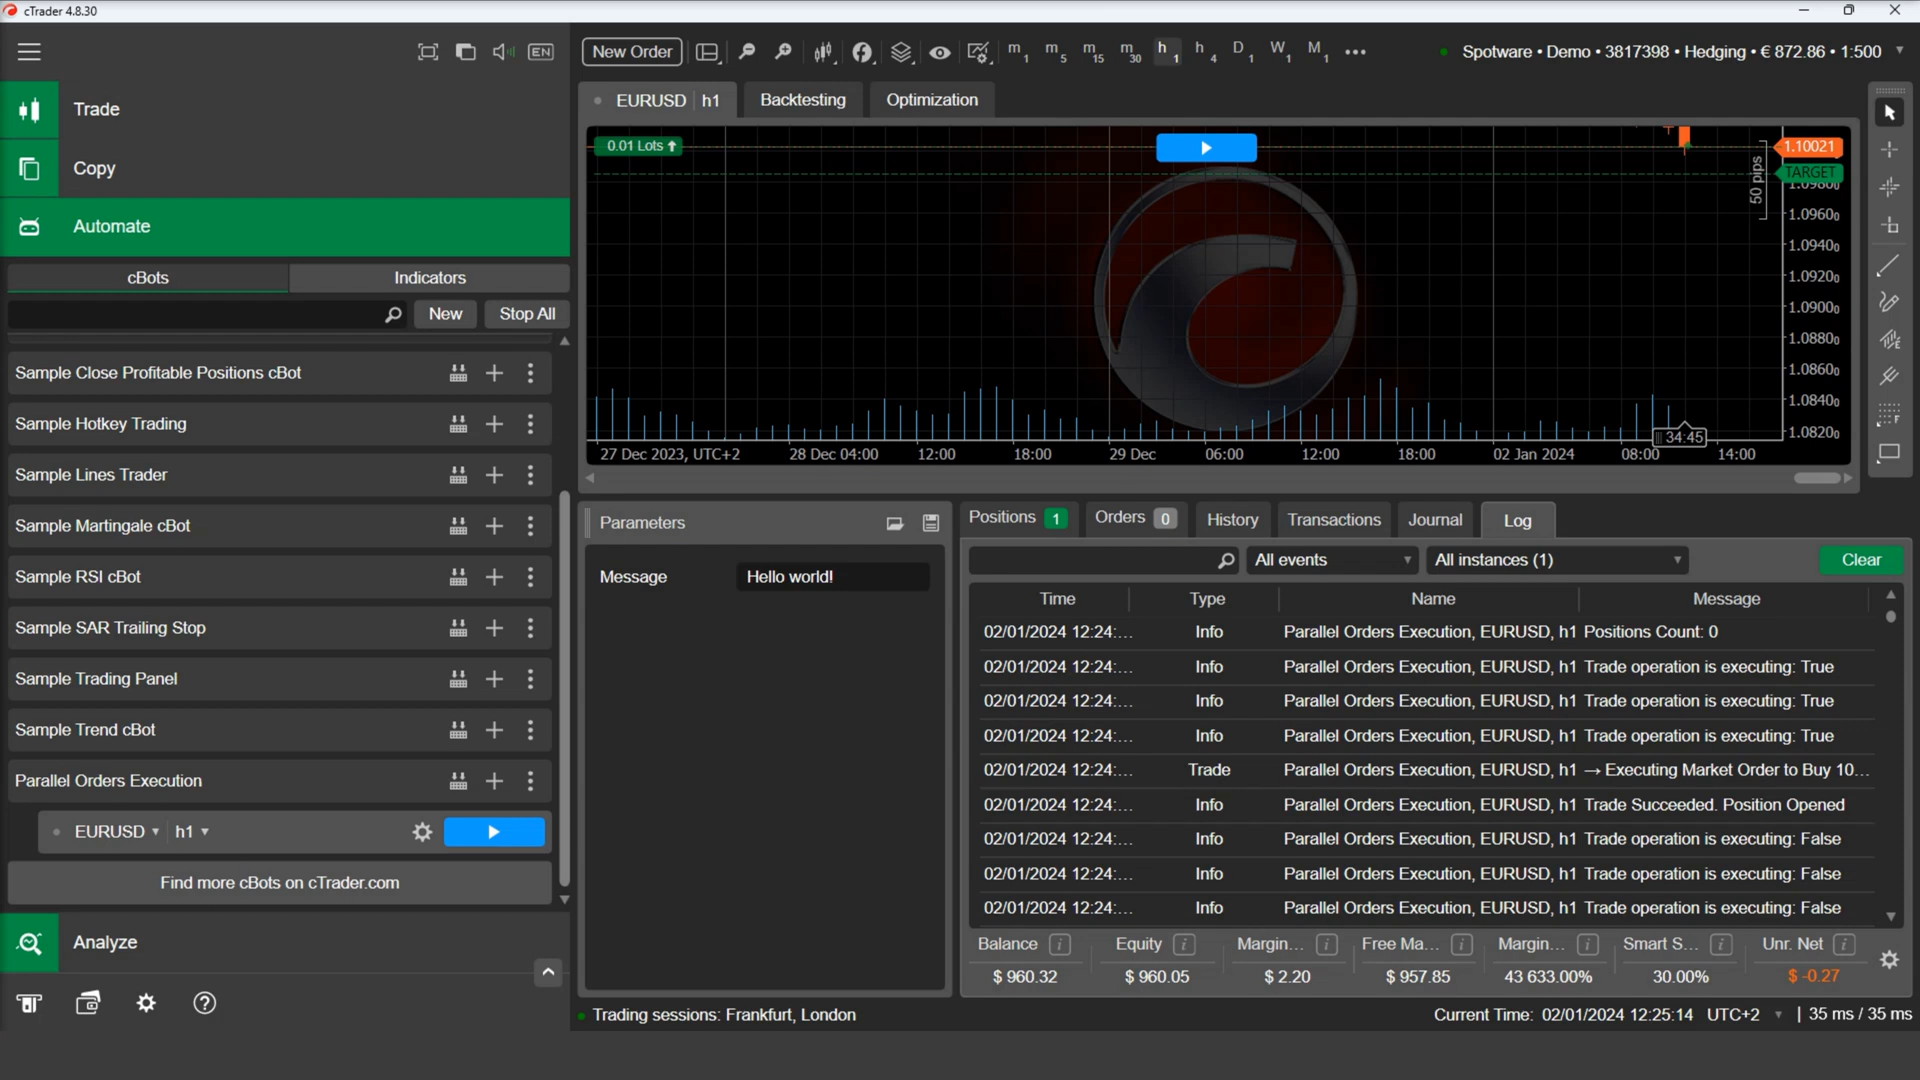 cTrader 4.8.30
EN
New Order
m1 m5 m15 m30 h1 h4 D1 W1 M1
Spotware • Demo • 3817398 • Hedging • € 872.86 • 1:500
Trade
Copy
Automate
cBots
Indicators
New
Stop All
Sample Close Profitable Positions cBot
Sample Hotkey Trading
Sample Lines Trader
Sample Martingale cBot
Sample RSI cBot
Sample SAR Trailing Stop
Sample Trading Panel
Sample Trend cBot
Parallel Orders Execution
EURUSD h1
Find more cBots on cTrader.com
Analyze
EURUSD h1
Backtesting
Optimization
0.01 Lots
50 pips
1.10021
TARGET
1.09600
1.09400
1.09200
1.09000
1.08800
1.08600
1.08400
1.08200
34:45
27 Dec 2023, UTC+2
28 Dec 04:00
12:00
18:00
29 Dec
06:00
12:00
18:00
02 Jan 2024
08:00
14:00
Parameters
Message
Hello world!
Positions 1
Orders 0
History
Transactions
Journal
Log
All events
All instances (1)
Clear
Time Type Name Message
02/01/2024 12:24:... Info Parallel Orders Execution, EURUSD, h1 Positions Count: 0
02/01/2024 12:24:... Info Parallel Orders Execution, EURUSD, h1 Trade operation is executing: True
02/01/2024 12:24:... Info Parallel Orders Execution, EURUSD, h1 Trade operation is executing: True
02/01/2024 12:24:... Info Parallel Orders Execution, EURUSD, h1 Trade operation is executing: True
02/01/2024 12:24:... Trade Parallel Orders Execution, EURUSD, h1 → Executing Market Order to Buy 10...
02/01/2024 12:24:... Info Parallel Orders Execution, EURUSD, h1 Trade Succeeded. Position Opened
02/01/2024 12:24:... Info Parallel Orders Execution, EURUSD, h1 Trade operation is executing: False
02/01/2024 12:24:... Info Parallel Orders Execution, EURUSD, h1 Trade operation is executing: False
02/01/2024 12:24:... Info Parallel Orders Execution, EURUSD, h1 Trade operation is executing: False
Balance Equity Margin... Free Ma... Margin... Smart S... Unr. Net
$ 960.32 $ 960.05 $ 2.20 $ 957.85 43 633.00% 30.00% $ -0.27
Trading sessions: Frankfurt, London
Current Time: 02/01/2024 12:25:14 UTC+2 | 35 ms / 35 ms